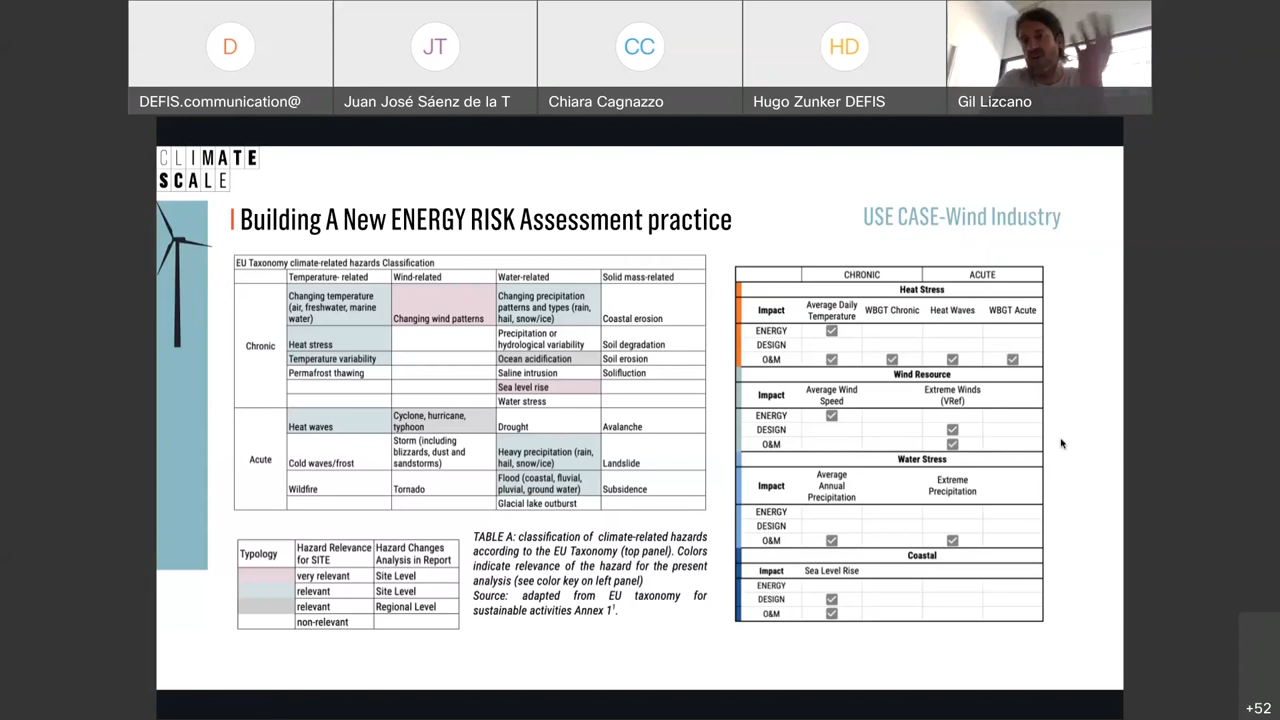 D
JT
CC
HD
DEFIS.communication@
Juan José Sáenz de la T
Chiara Cagnazzo
Hugo Zunker DEFIS
Gil Lizcano
CLIMATE
SCALE
Building A New ENERGY RISK Assessment practice
USE CASE-Wind Industry
EU Taxonomy climate-related hazards Classification
Temperature- related Wind-related Water-related Solid mass-related
Chronic
Changing temperature
(air, freshwater, marine
water)
Changing wind patterns
Changing precipitation
patterns and types (rain,
hail, snow/ice)
Coastal erosion
Heat stress
Precipitation or
hydrological variability
Soil degradation
Temperature variability Ocean acidification Soil erosion
Permafrost thawing Saline intrusion Solifluction
Sea level rise
Water stress
Acute
Heat waves
Cyclone, hurricane,
typhoon
Drought
Avalanche
Cold waves/frost
Storm (including
blizzards, dust and
sandstorms)
Heavy precipitation (rain,
hail, snow/ice)
Landslide
Wildfire
Tornado
Flood (coastal, fluvial,
pluvial, ground water)
Subsidence
Glacial lake outburst
Typology
Hazard Relevance
for SITE
Hazard Changes
Analysis in Report
very relevant Site Level
relevant Site Level
relevant Regional Level
non-relevant
TABLE A: classification of climate-related hazards
according to the EU Taxonomy (top panel). Colors
indicate relevance of the hazard for the present
analysis (see color key on left panel)
Source: adapted from EU taxonomy for
sustainable activities Annex 1¹.
CHRONIC ACUTE
Heat Stress
Impact
Average Daily
Temperature
WBGT Chronic
Heat Waves
WBGT Acute
ENERGY
DESIGN
O&M
Wind Resource
Impact
Average Wind
Speed
Extreme Winds
(VRef)
ENERGY
DESIGN
O&M
Water Stress
Impact
Average
Annual
Precipitation
Extreme
Precipitation
ENERGY
DESIGN
O&M
Coastal
Impact Sea Level Rise
ENERGY
DESIGN
O&M
+52